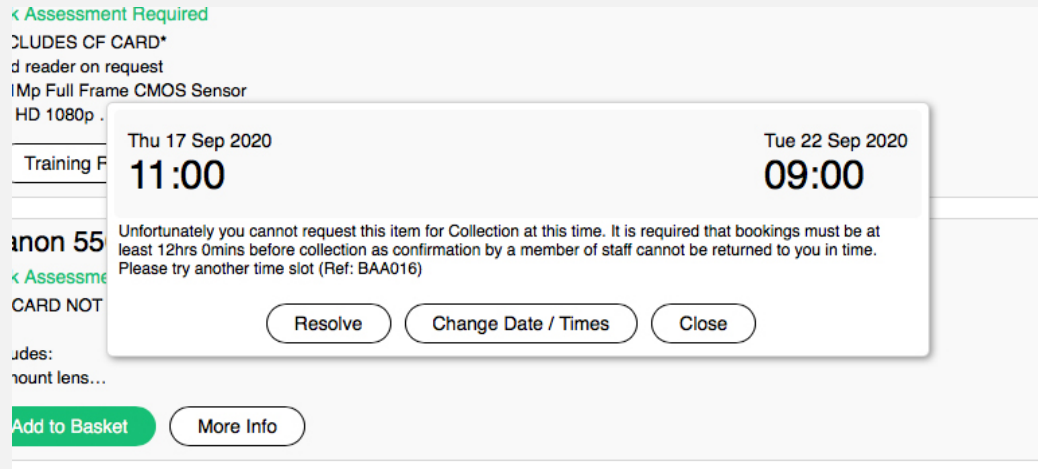 k Assessment Required
CLUDES CF CARD*
d reader on request
Mp Full Frame CMOS Sensor
HD 1080p .
Training
Thu 17 Sep 2020
Tue 22 Sep 2020
11:00
09:00
Unfortunately you cannot request this item for Collection at this time. It is required that bookings must be at
least 12hrs 0mins before collection as confirmation by a member of staff cannot be returned to you in time.
Please try another time slot (Ref: BAA016)
Resolve
Change Date / Times
Close
anon 55
k Assessme
CARD NOT
udes:
nount lens...
Add to Basket
More Info